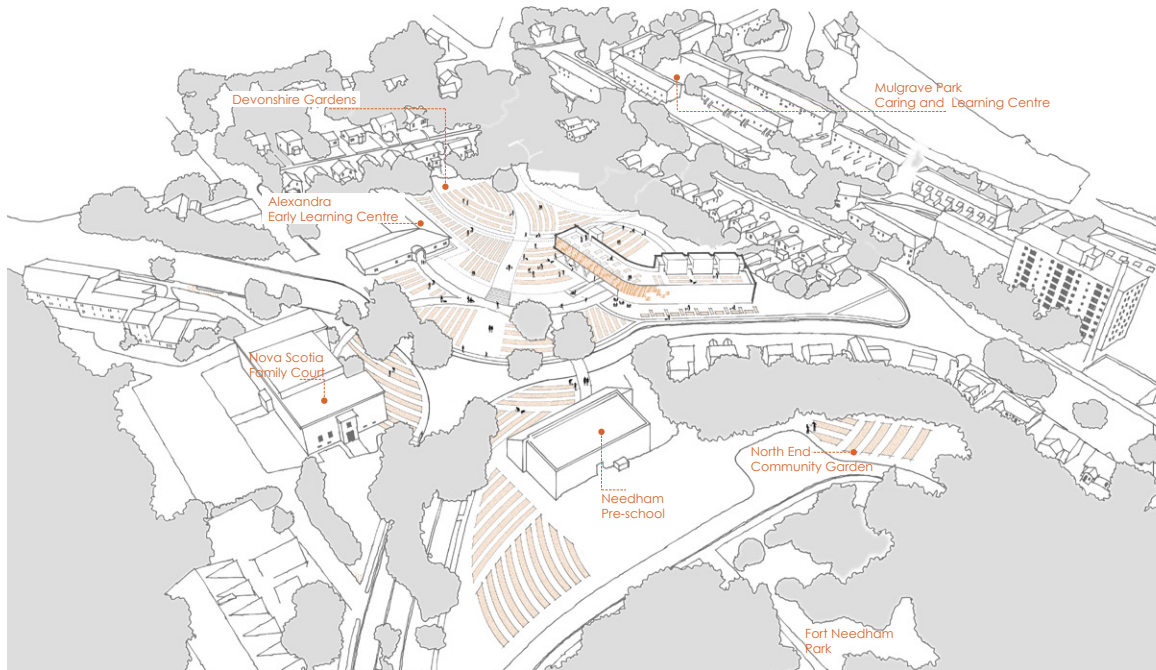 Devonshire Gardens
Mulgrave Park
Caring and Learning Centre
Alexandra
Early Learning Centre
Nova Scotia
Family Court
North End
Community Garden
Needham
Pre-school
Fort Needham
Park